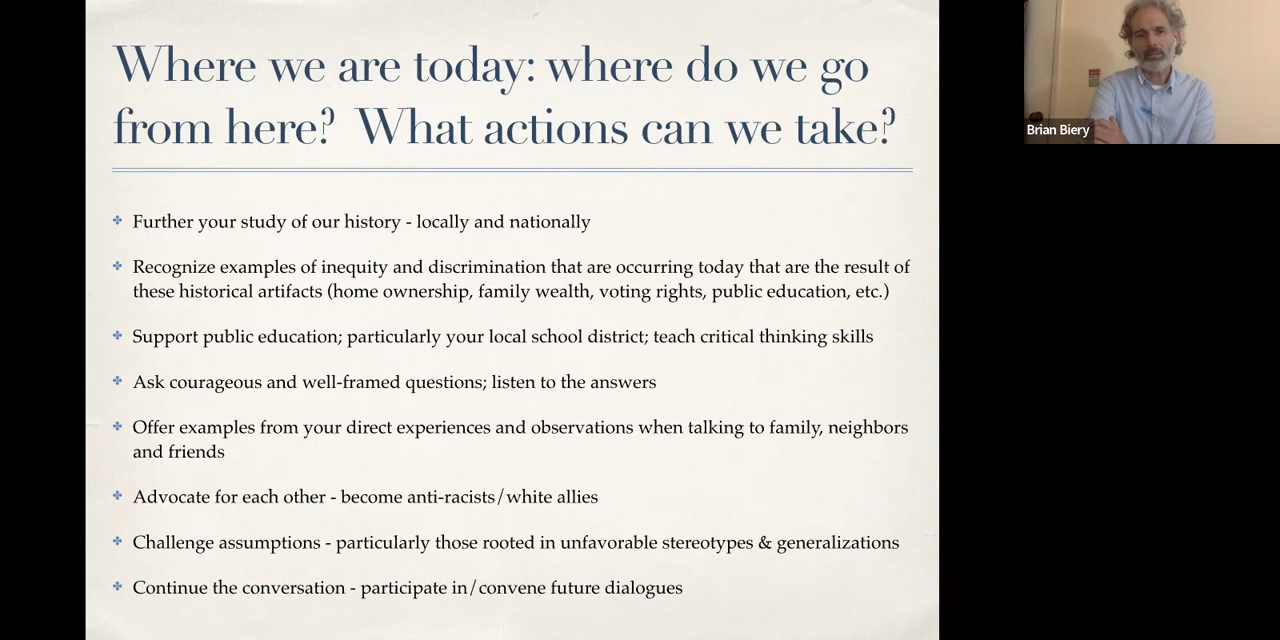 Where we are today: where do we go
from here? What actions can we take?
Further your study of our history - locally and nationally
Recognize examples of inequity and discrimination that are occurring today that are the result of
these historical artifacts (home ownership, family wealth, voting rights, public education, etc.)
Support public education; particularly your local school district; teach critical thinking skills
Ask courageous and well-framed questions; listen to the answers
Offer examples from your direct experiences and observations when talking to family, neighbors
and friends
Advocate for each other - become anti-racists/white allies
Challenge assumptions - particularly those rooted in unfavorable stereotypes & generalizations
Continue the conversation - participate in/convene future dialogues
Brian Biery